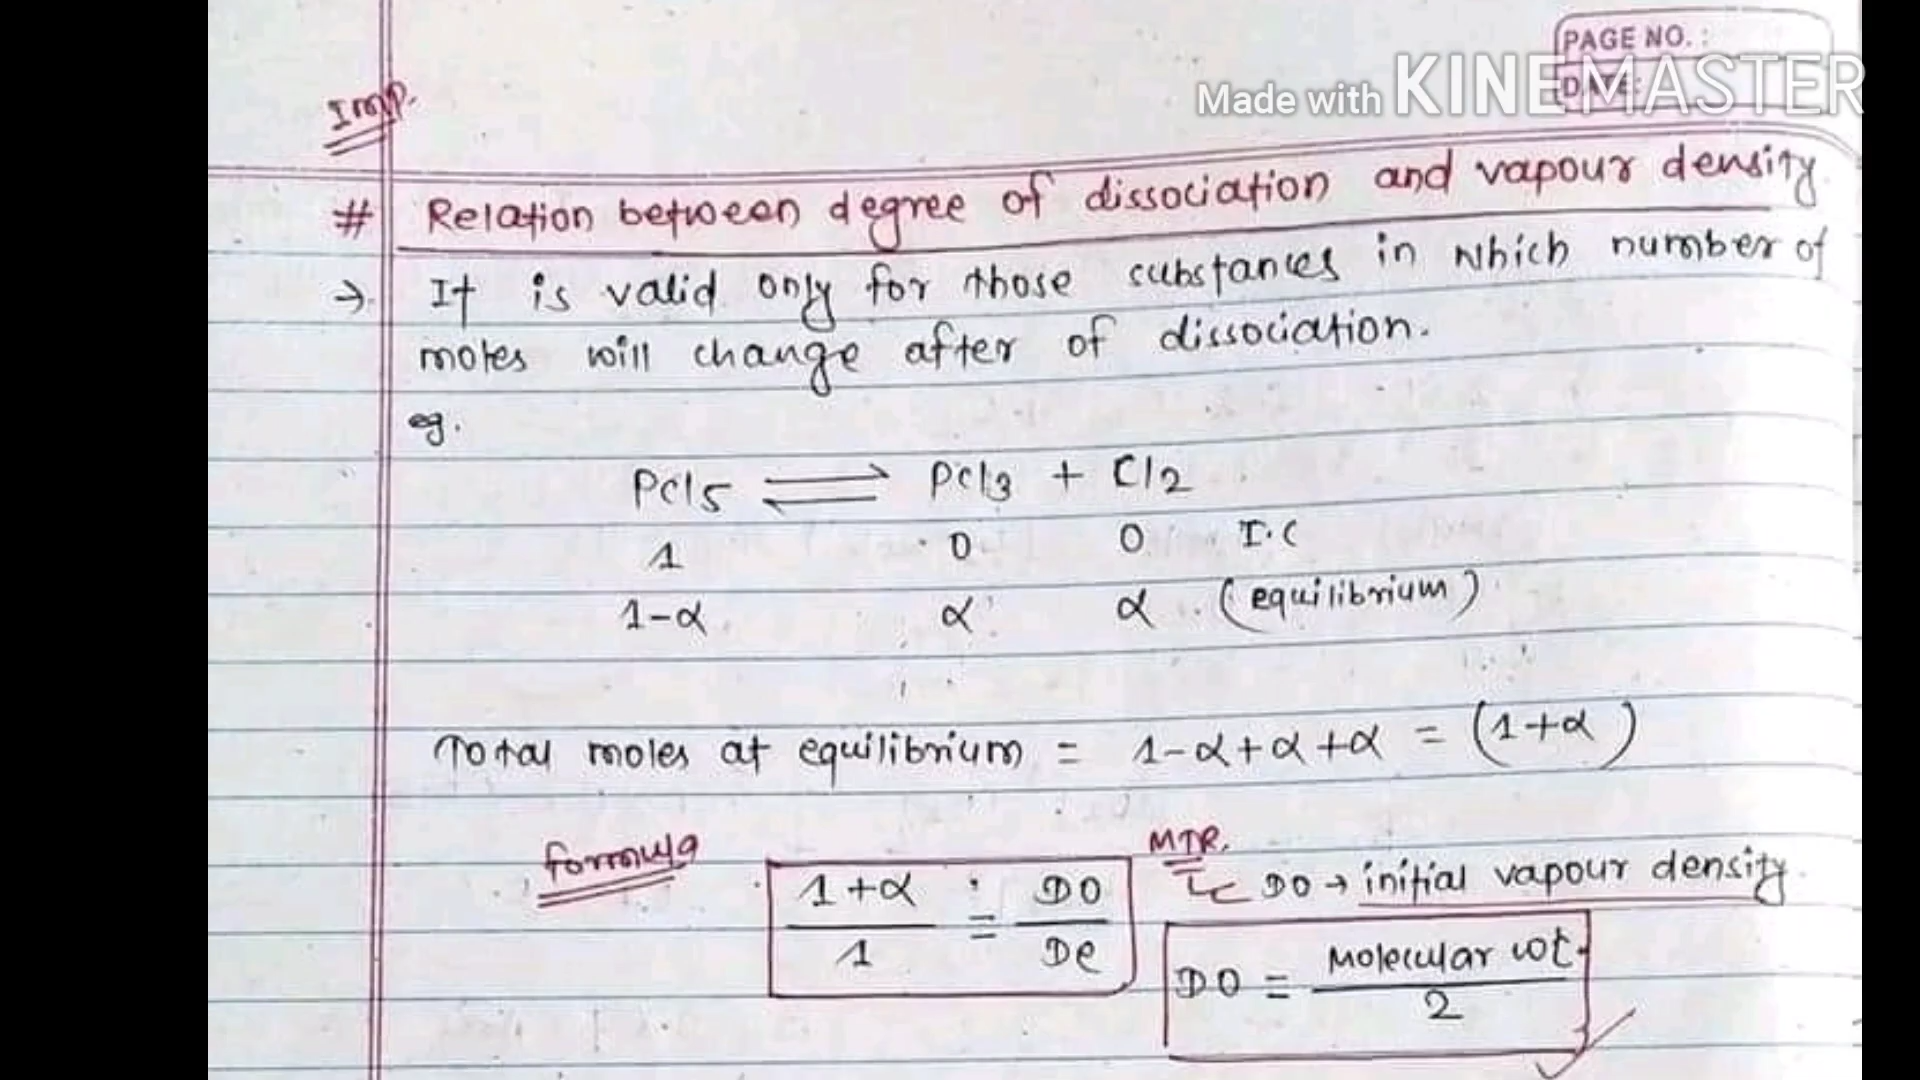 PAGE NO. :
DATE:
Made with KINEMASTER
Imp.
# Relation between degree of dissociation and vapour density
→ It is valid only for those substances in which number of
moles will change after of dissociation.
eg.
PCl5 ⇌ PCl3 + Cl2
1 0 0 I.C
1-α α α (equilibrium)
Total moles at equilibrium = 1-α+α+α = (1+α)
formula
1+α / 1 = DO / De
DO → initial vapour density
DO = Molecular wt. / 2